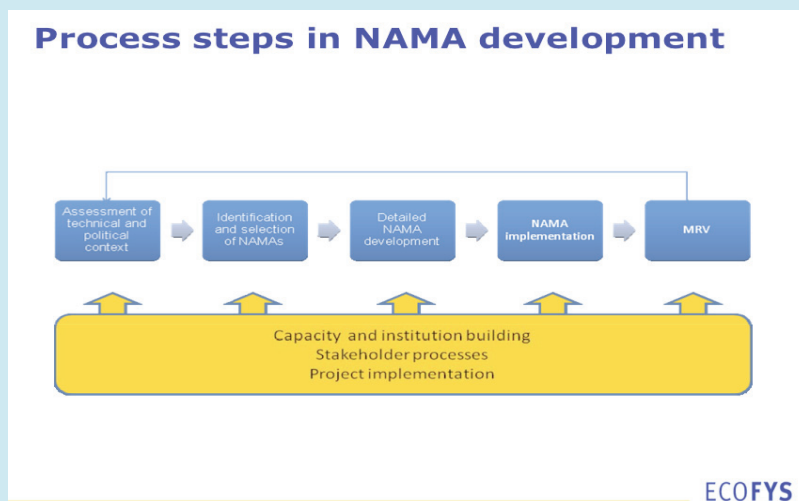 Process steps in NAMA development
Assessment of
technical and
political
context
Identification
and selection
of NAMAs
Detailed
NAMA
development
NAMA
implementation
MRV
Capacity and institution building
Stakeholder processes
Project implementation
ECOFYS